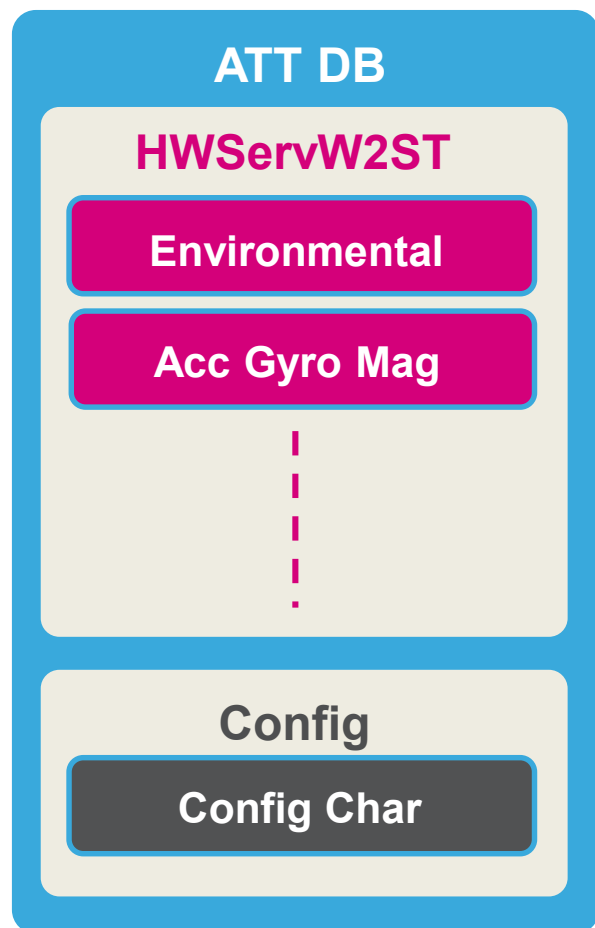 ATT DB
HWServW2ST
Environmental
Acc Gyro Mag
Config
Config Char